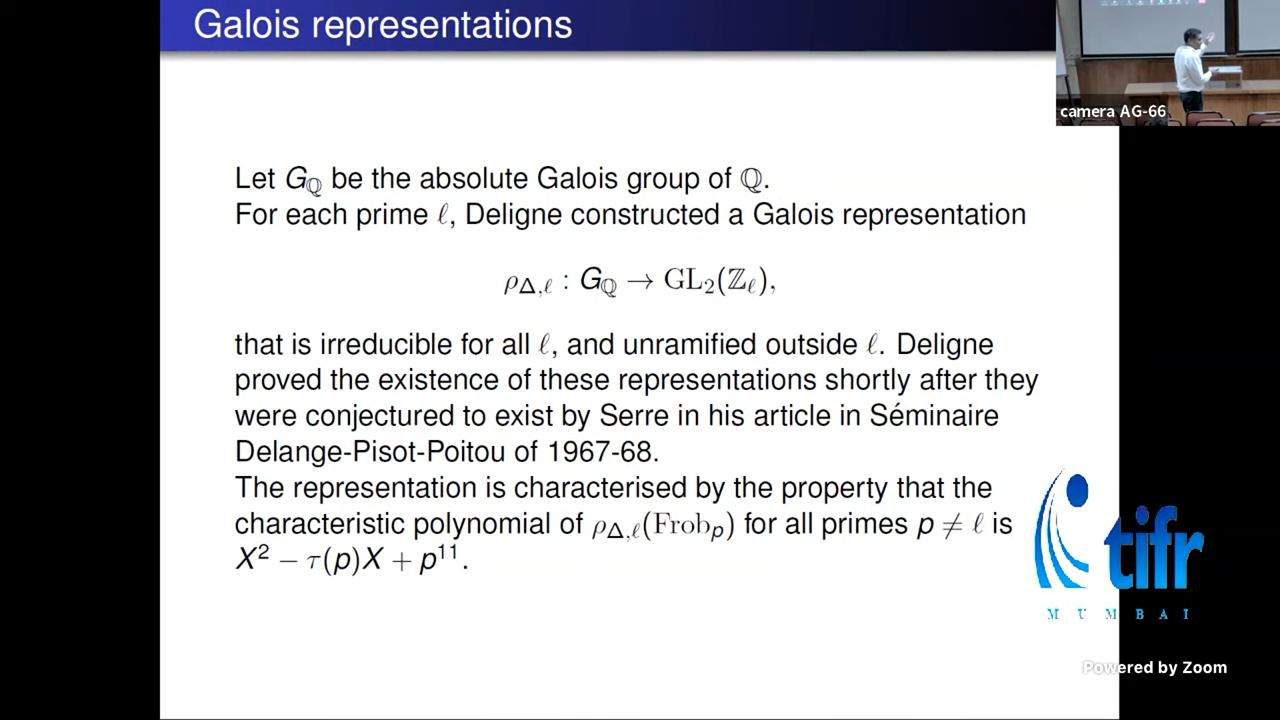 Galois representations
camera AG-66
Let G_ℚ be the absolute Galois group of ℚ.
For each prime ℓ, Deligne constructed a Galois representation
ρ_{Δ,ℓ} : G_ℚ → GL₂(ℤ_ℓ),
that is irreducible for all ℓ, and unramified outside ℓ. Deligne
proved the existence of these representations shortly after they
were conjectured to exist by Serre in his article in Séminaire
Delange-Pisot-Poitou of 1967-68.
The representation is characterised by the property that the
characteristic polynomial of ρ_{Δ,ℓ}(Frob_p) for all primes p ≠ ℓ is
X² − τ(p)X + p¹¹.
tifr
MUMBAI
Powered by Zoom